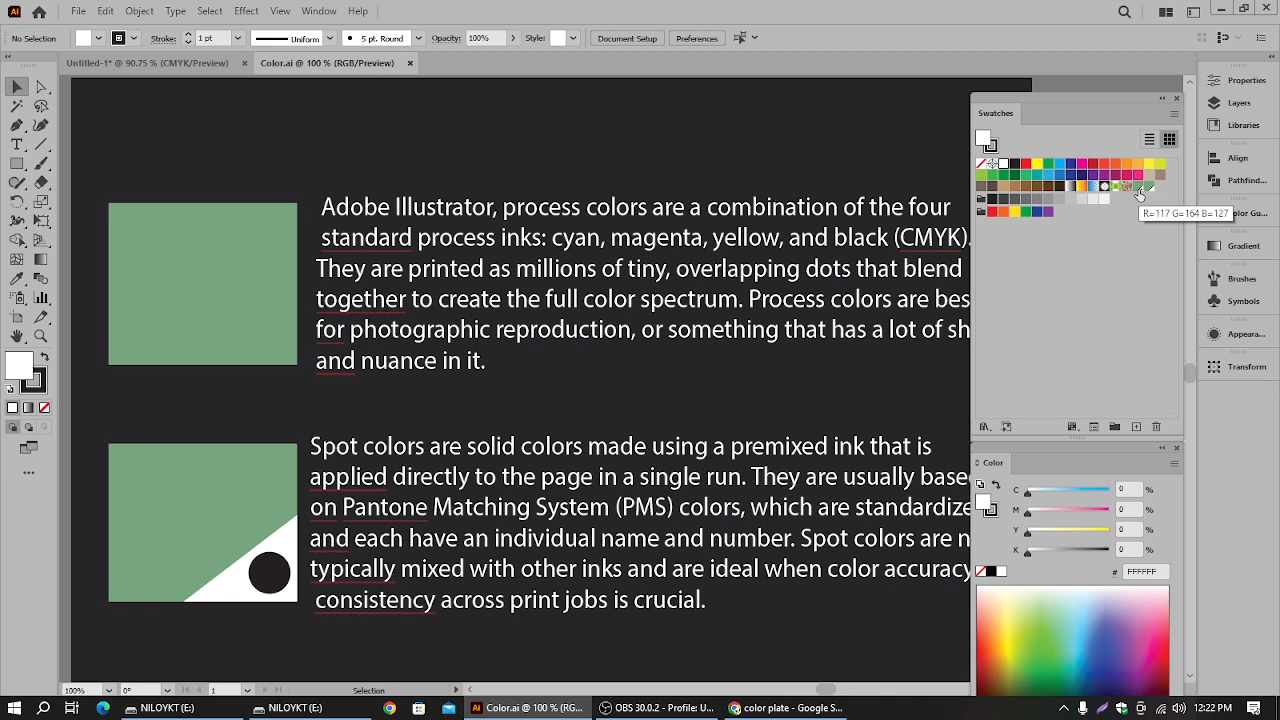 Ai File Edit Object Type Select Effect View Window Help
No Selection Stroke: 1 pt Uniform 5 pt. Round Opacity: 100% Style: Document Setup Preferences
Untitled-1* @ 90.75 % (CMYK/Preview) × Color.ai @ 100 % (RGB/Preview) ×
Swatches
R=117 G=164 B=127
Properties
Layers
Libraries
Align
Pathfind...
Color Gu...
Gradient
Brushes
Symbols
Appeara...
Transform
Adobe Illustrator, process colors are a combination of the four
standard process inks: cyan, magenta, yellow, and black (CMYK).
They are printed as millions of tiny, overlapping dots that blend
together to create the full color spectrum. Process colors are bes
for photographic reproduction, or something that has a lot of sh
and nuance in it.
Spot colors are solid colors made using a premixed ink that is
applied directly to the page in a single run. They are usually base
on Pantone Matching System (PMS) colors, which are standardize
and each have an individual name and number. Spot colors are n
typically mixed with other inks and are ideal when color accuracy
consistency across print jobs is crucial.
Color
C 0 %
M 0 %
Y 0 %
K 0 %
# FFFFFF
100% 0° 1 Selection
NILOYKT (E:) NILOYKT (E:) Color.ai @ 100 % (RG... OBS 30.0.2 - Profile: U... color plate - Google S... 12:22 PM